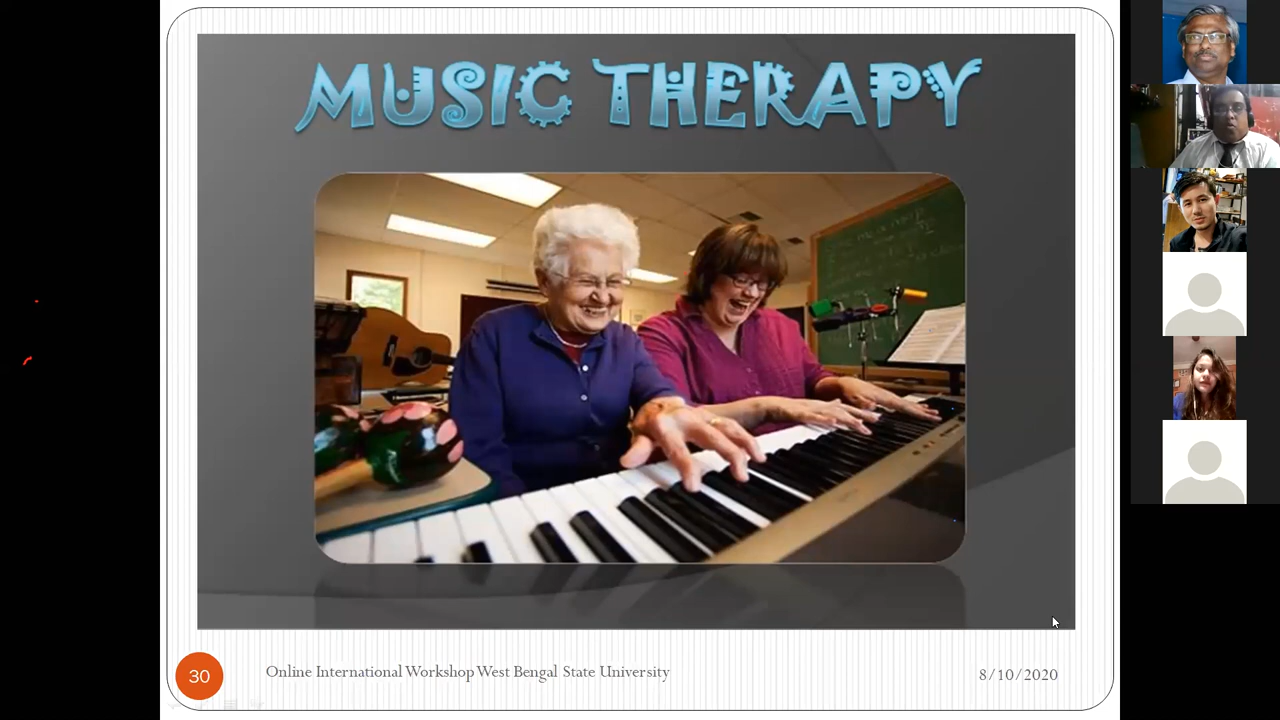 MUSIC THERAPY
30
Online International Workshop West Bengal State University
8/10/2020